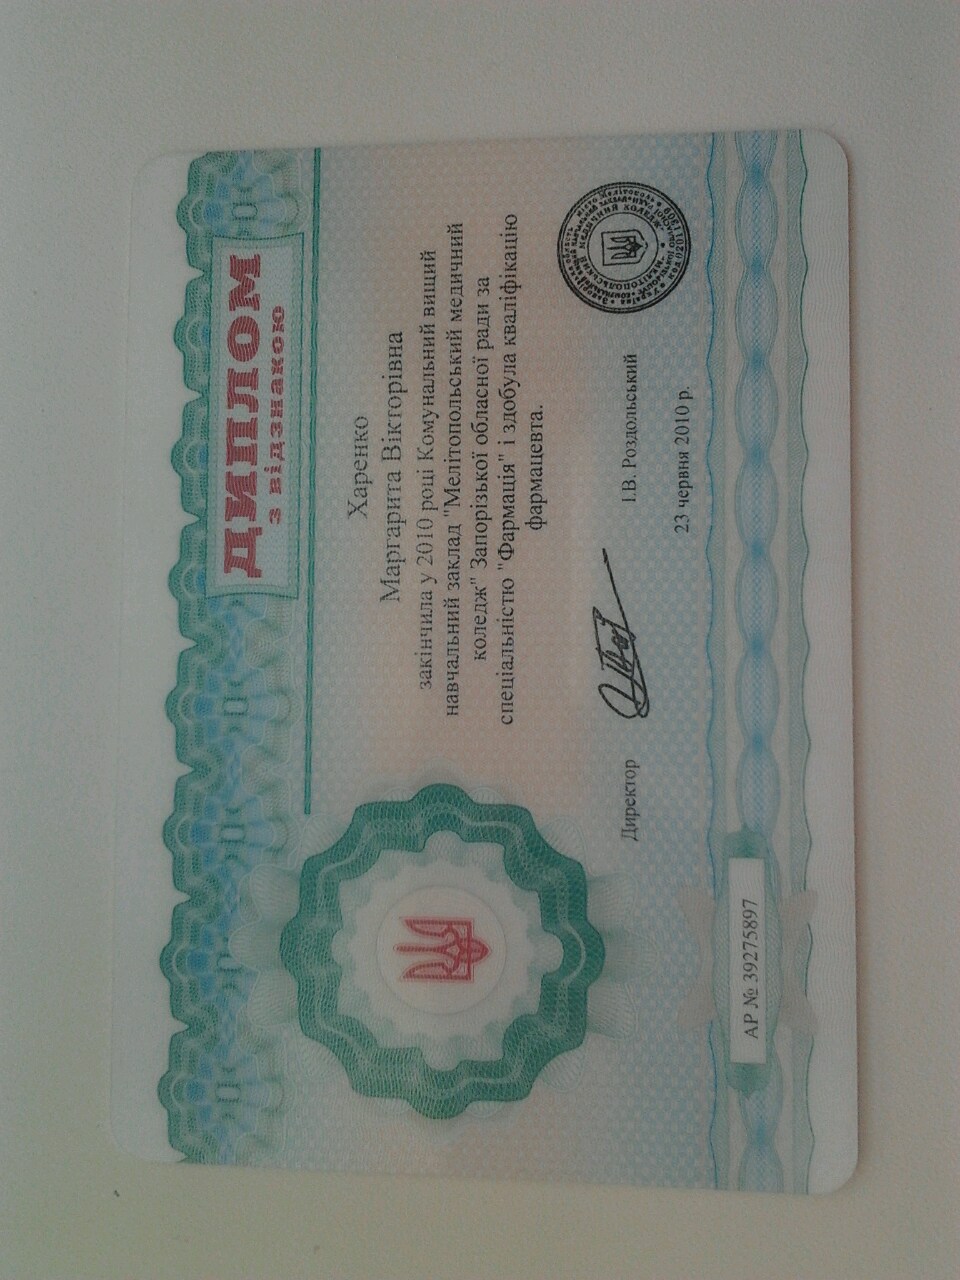 ДИПЛОМ
з відзнакою
Харенко
Маргарита Вікторівна
закінчила у 2010 році Комунальний вищий
навчальний заклад "Мелітопольський медичний
коледж" Запорізької обласної ради за
спеціальністю "Фармація" і здобула кваліфікацію
фармацевта.
Директор І.В. Роздольський
23 червня 2010 р.
АР № 39275897